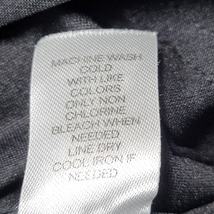 MACHINE WASH
COLD
WITH LIKE
COLORS
ONLY NON
CHLORINE
BLEACH WHEN
NEEDED
LINE DRY
COOL IRON IF
NEEDED